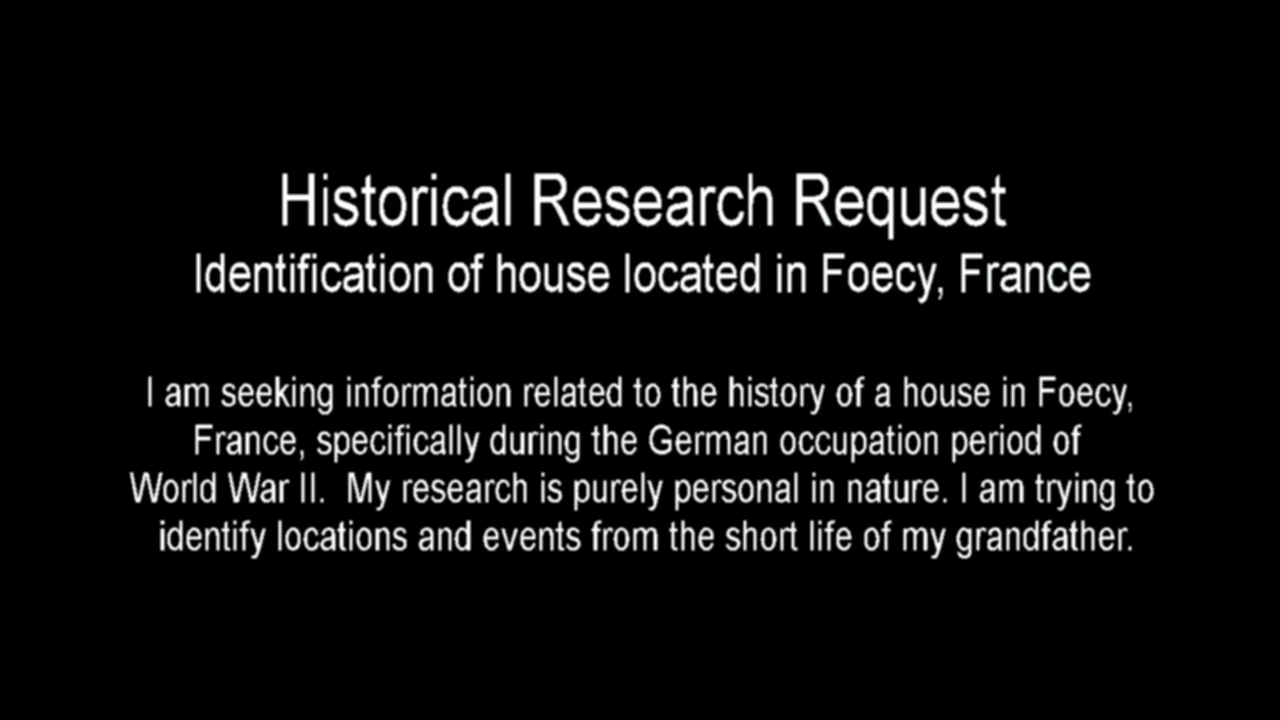 Historical Research Request
Identification of house located in Foecy, France
I am seeking information related to the history of a house in Foecy,
France, specifically during the German occupation period of
World War II.  My research is purely personal in nature. I am trying to
identify locations and events from the short life of my grandfather.